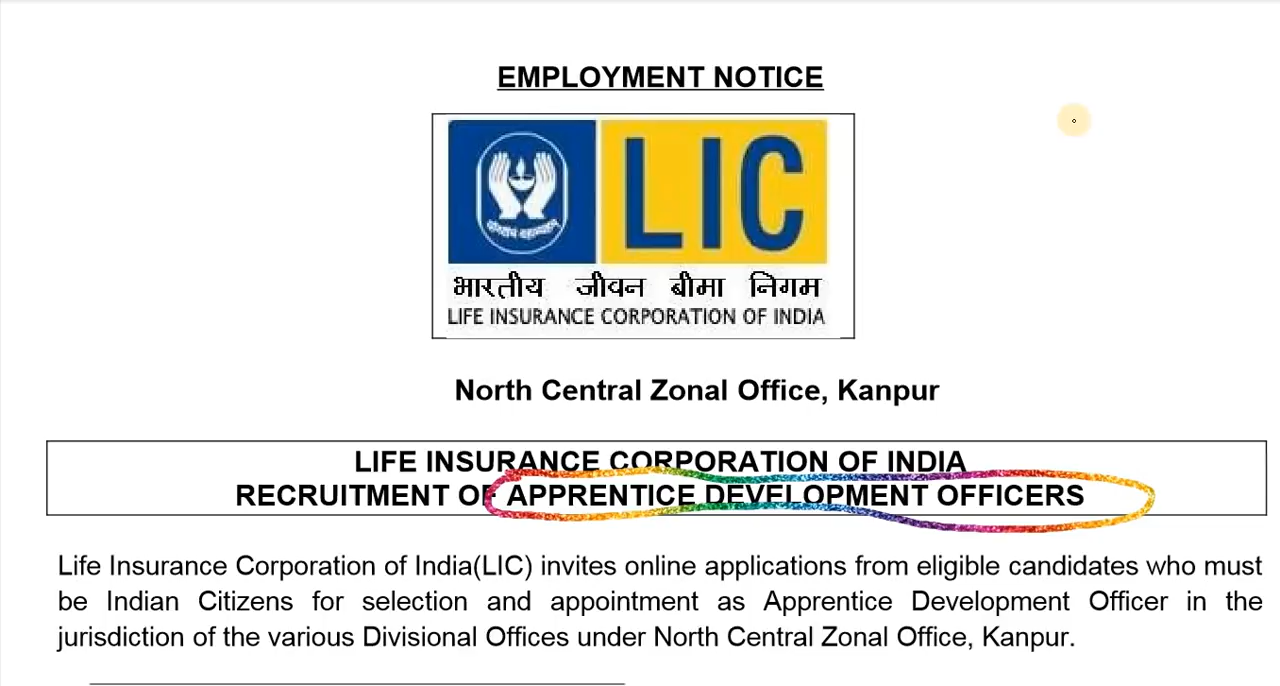 EMPLOYMENT NOTICE
LIC
भारतीय जीवन बीमा निगम
LIFE INSURANCE CORPORATION OF INDIA
North Central Zonal Office, Kanpur
LIFE INSURANCE CORPORATION OF INDIA
RECRUITMENT OF APPRENTICE DEVELOPMENT OFFICERS
Life Insurance Corporation of India(LIC) invites online applications from eligible candidates who must
be Indian Citizens for selection and appointment as Apprentice Development Officer in the
jurisdiction of the various Divisional Offices under North Central Zonal Office, Kanpur.